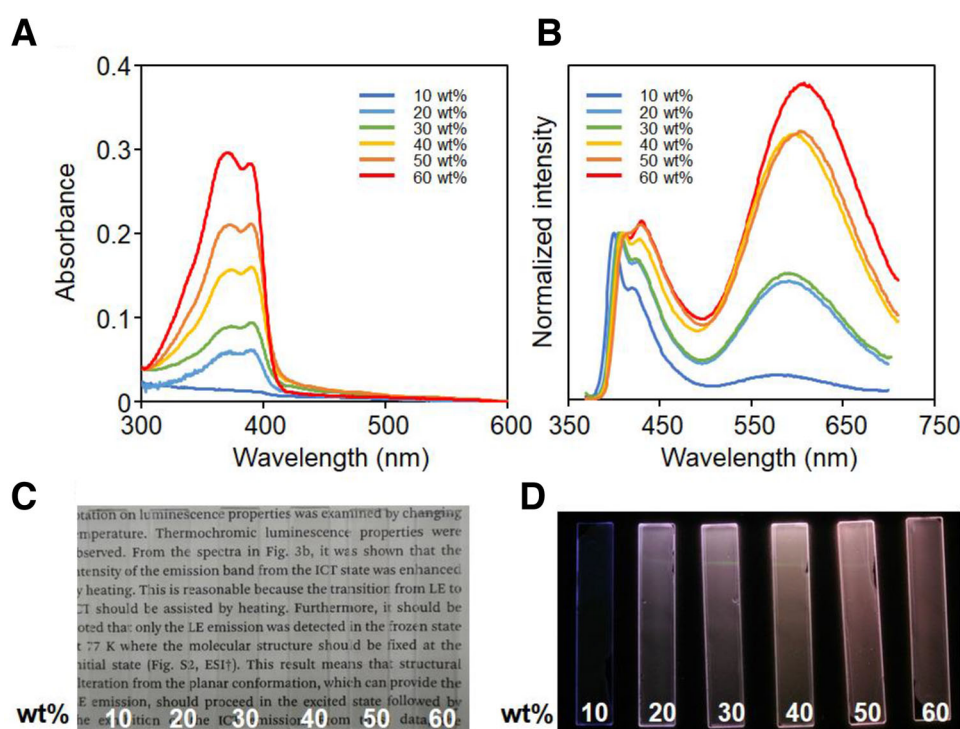 A
B
0.4
0.3
0.2
0.1
0
Absorbance
10 wt%
20 wt%
30 wt%
40 wt%
50 wt%
60 wt%
300
400
500
600
Wavelength (nm)
Normalized intensity
10 wt%
20 wt%
30 wt%
40 wt%
50 wt%
60 wt%
350
450
550
650
750
Wavelength (nm)
C
D
on luminescence properties was examined by changing
Thermochromic luminescence properties were
From the spectra in Fig. 3b, it was shown that the
of the emission band from the ICT state was enhanced
heating. This is reasonable because the transition from LE to
should be assisted by heating. Furthermore, it should be
that only the LE emission was detected in the frozen state
77 K where the molecular structure should be fixed at the
state (Fig. S2, ESI†). This result means that structural
from the planar conformation, which can provide the
emission, should proceed in the excited state followed by
the
wt% 10 20 30 40 50 60
wt% 10 20 30 40 50 60